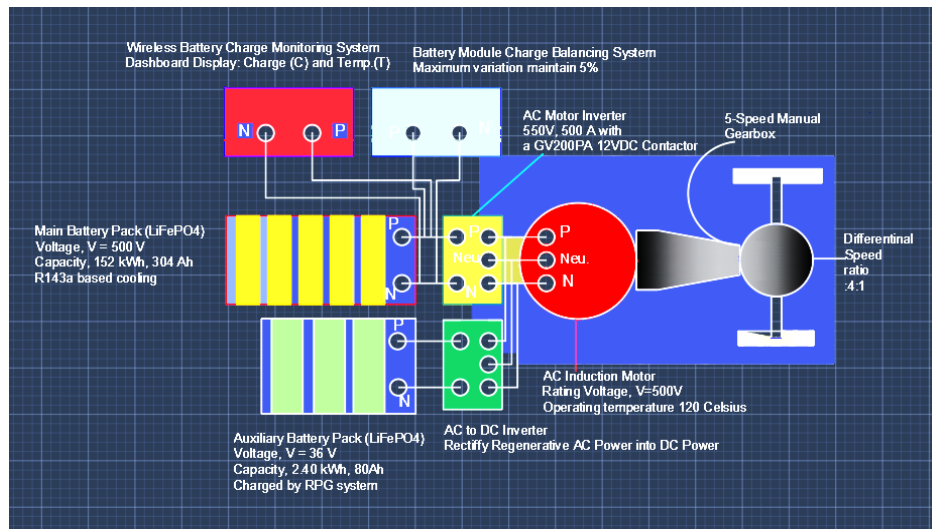 Wireless Battery Charge Monitoring System
Dashboard Display: Charge (C) and Temp.(T)
Battery Module Charge Balancing System
Maximum variation maintain 5%
N P
P N
AC Motor Inverter
550V, 500 A with
a GV200PA 12VDC Contactor
5-Speed Manual
Gearbox
Main Battery Pack (LiFePO4)
Voltage, V = 500 V
Capacity, 152 kWh, 304 Ah
R143a based cooling
P
N
P
Neu.
N
P
Neu.
N
Differentinal
Speed
ratio
:4:1
P
N
AC Induction Motor
Rating Voltage, V=500V
Operating temperature 120 Celsius
AC to DC Inverter
Rectiffy Regenerative AC Power into DC Power
Auxiliary Battery Pack (LiFePO4)
Voltage, V = 36 V
Capacity, 2.40 kWh, 80Ah
Charged by RPG system